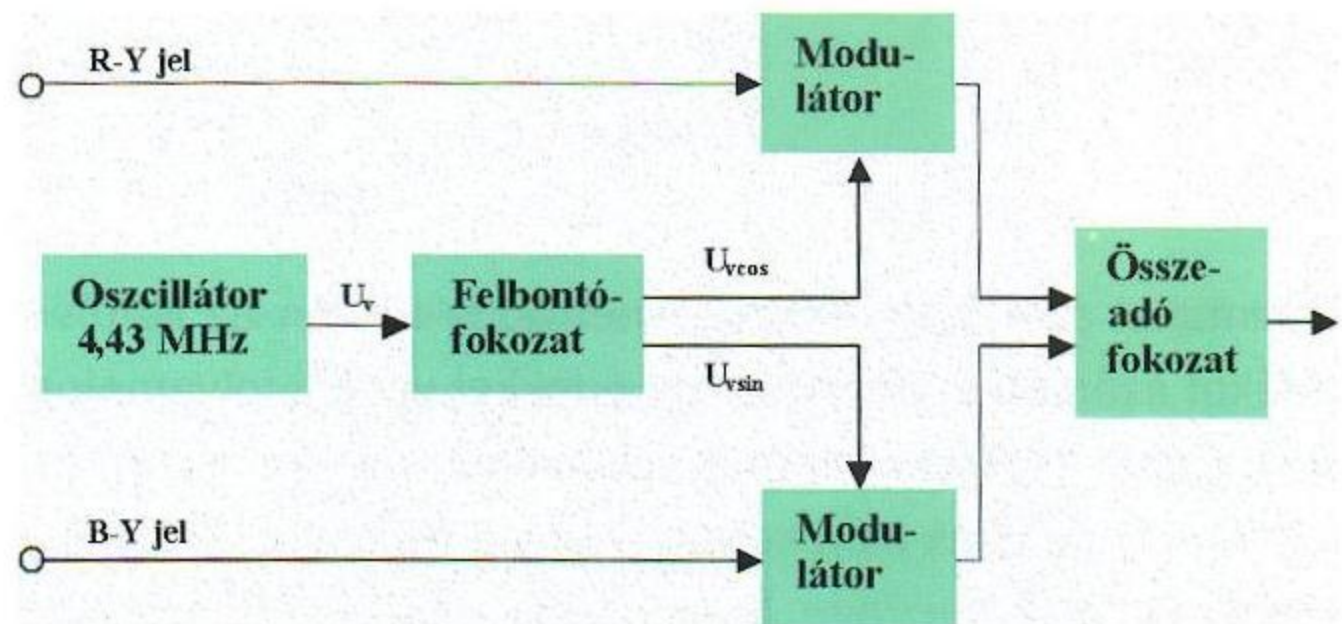 R-Y jel
Modu-
látor
Oszcillátor
4,43 MHz
Uv
Felbontó-
fokozat
Uvcos
Uvsin
Össze-
adó
fokozat
B-Y jel
Modu-
látor